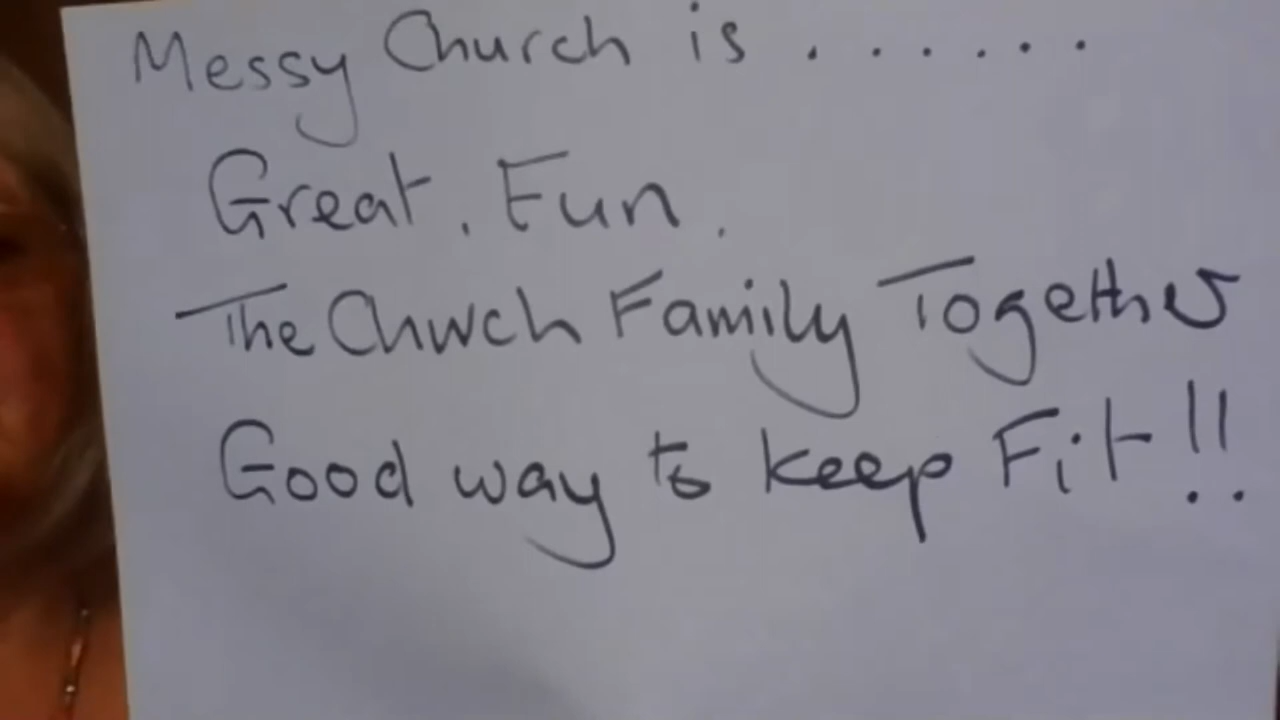 Messy Church is . . . . . .
Great. Fun.
The Church Family Together
Good way to keep Fit!!